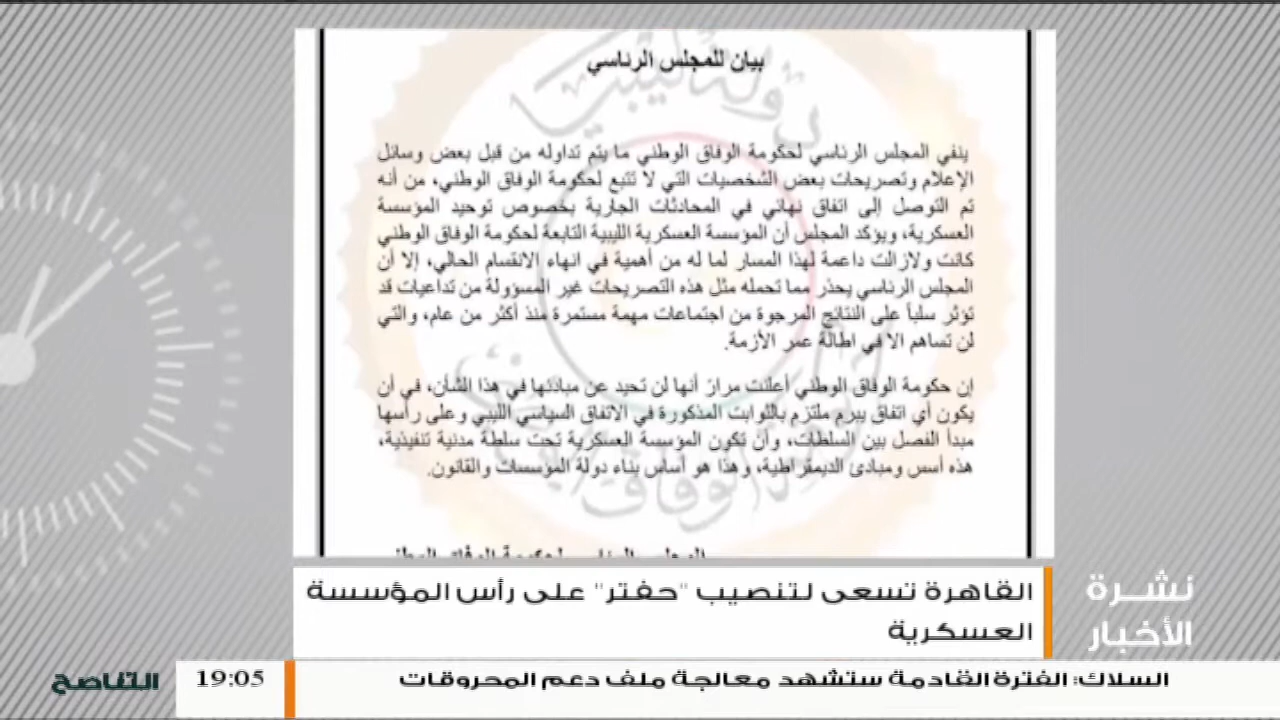 بيان للمجلس الرئاسي
ينفي المجلس الرئاسي لحكومة الوفاق الوطني ما يتم تداوله من قبل بعض وسائل
الإعلام وتصريحات بعض الشخصيات التي لا تتبع لحكومة الوفاق الوطني، من أنه
تم التوصل إلى اتفاق نهائي في المحادثات الجارية بخصوص توحيد المؤسسة
العسكرية، ويؤكد المجلس أن المؤسسة العسكرية الليبية التابعة لحكومة الوفاق الوطني
كانت ولازالت داعمة لهذا المسار لما له من أهمية في انهاء الانقسام الحالي، إلا أن
المجلس الرئاسي يحذر مما تحمله مثل هذه التصريحات غير المسؤولة من تداعيات قد
تؤثر سلباً على النتائج المرجوة من اجتماعات مهمة مستمرة منذ أكثر من عام، والتي
لن تساهم الا في اطالة عمر الأزمة.
إن حكومة الوفاق الوطني أعلنت مرارً أنها لن تحيد عن مبادئها في هذا الشأن، في أن
يكون أي اتفاق يبرم ملتزم بالثوابت المذكورة في الاتفاق السياسي الليبي وعلى رأسها
مبدأ الفصل بين السلطات، وأن تكون المؤسسة العسكرية تحت سلطة مدنية تنفيذية،
هذه أسس ومبادئ الديمقراطية، وهذا هو أساس بناء دولة المؤسسات والقانون.
المجلس الرئاسي لحكومة الوفاق الوطني
نشرة
الأخبار
القاهرة تسعى لتنصيب "حفتر" على رأس المؤسسة
العسكرية
السلاك: الفترة القادمة ستشهد معالجة ملف دعم المحروقات
19:05
التناصح